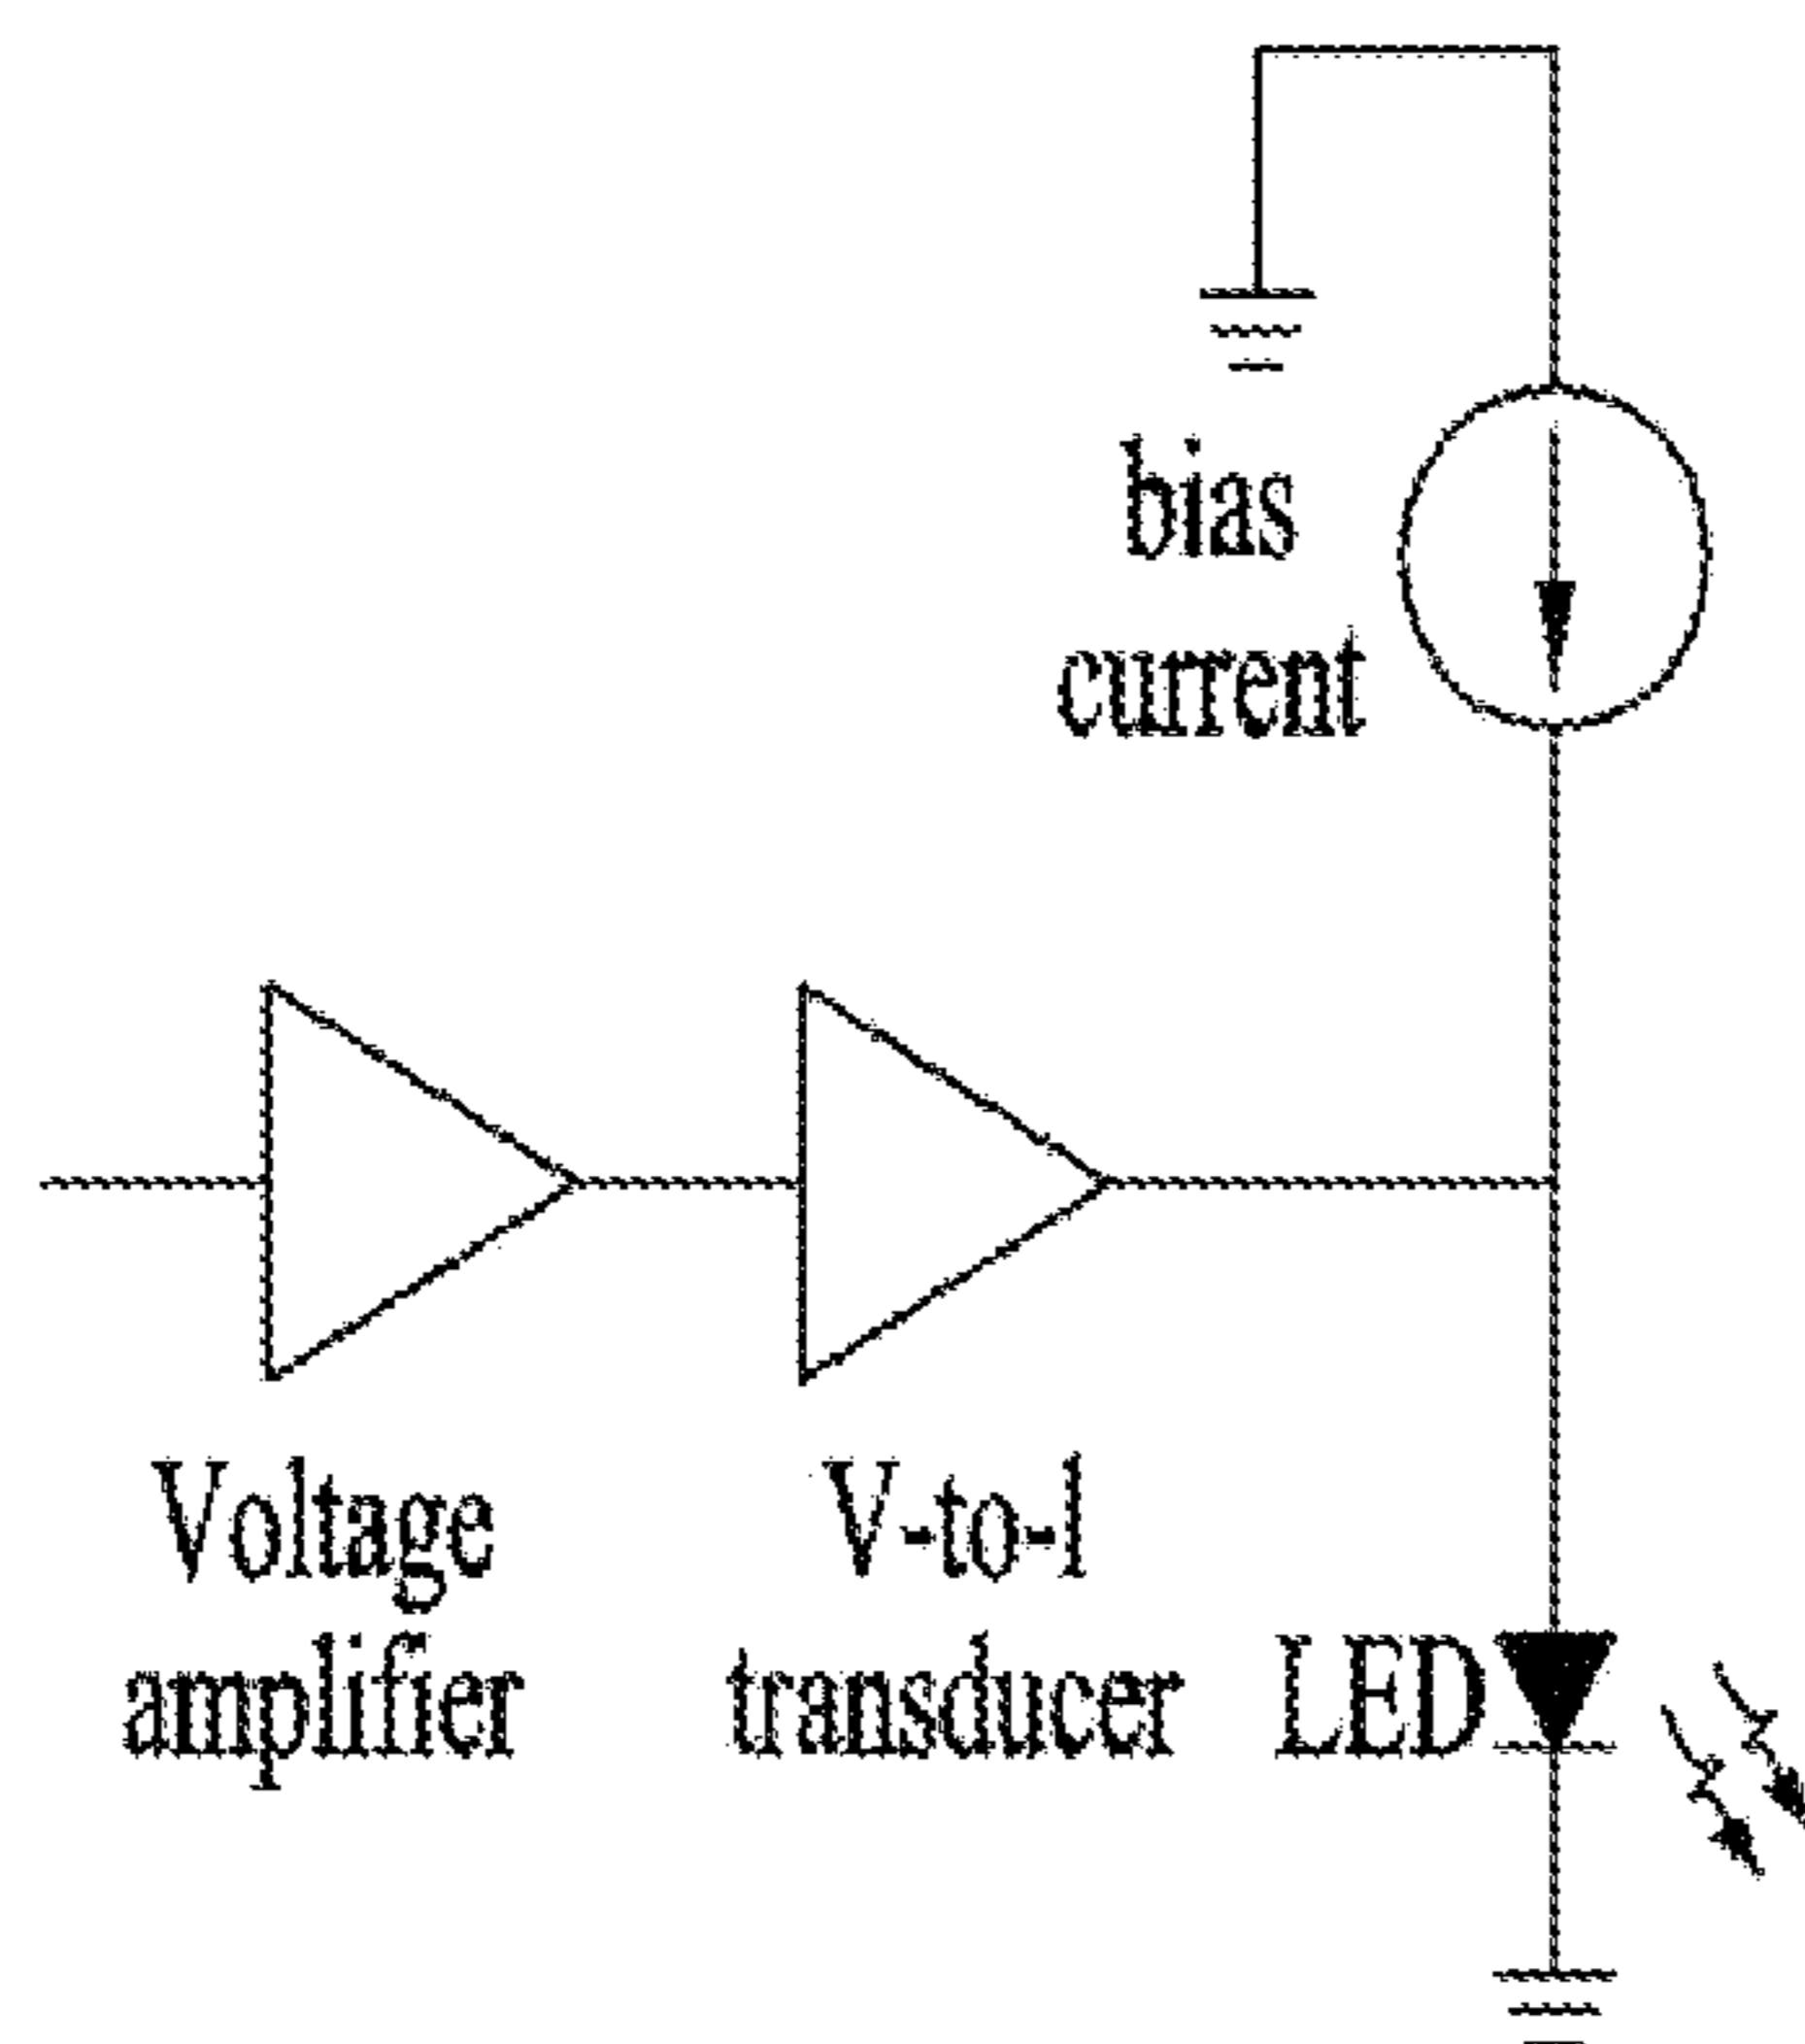 bias
current
Voltage
amplifier
V-to-I
transducer
LED